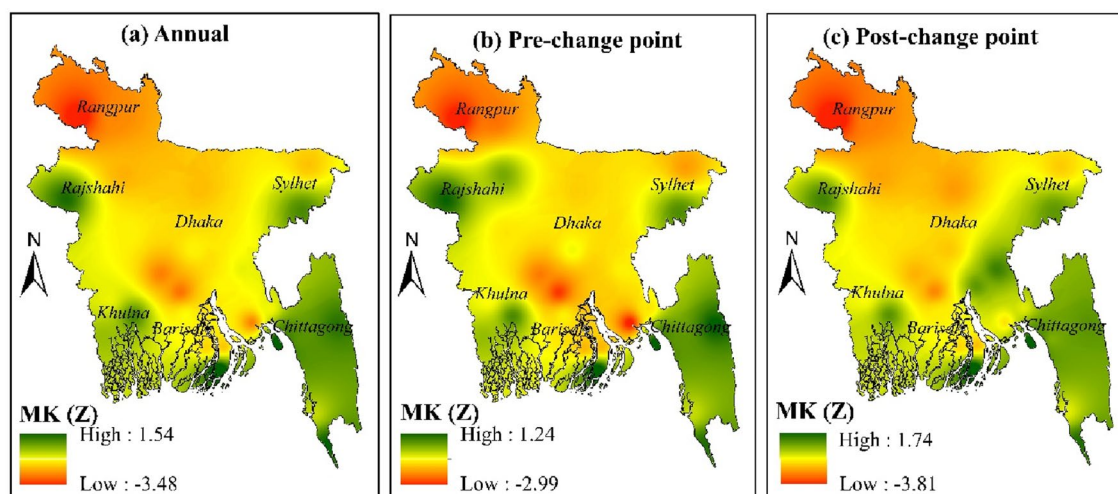 (a) Annual
Rangpur
Rajshahi
Sylhet
Dhaka
N
Khulna
Barisal
Chittagong
MK (Z)
High : 1.54
Low : -3.48
(b) Pre-change point
Rangpur
Rajshahi
Sylhet
Dhaka
N
Khulna
Barisal
Chittagong
MK (Z)
High : 1.24
Low : -2.99
(c) Post-change point
Rangpur
Rajshahi
Sylhet
Dhaka
N
Khulna
Barisal
Chittagong
MK (Z)
High : 1.74
Low : -3.81